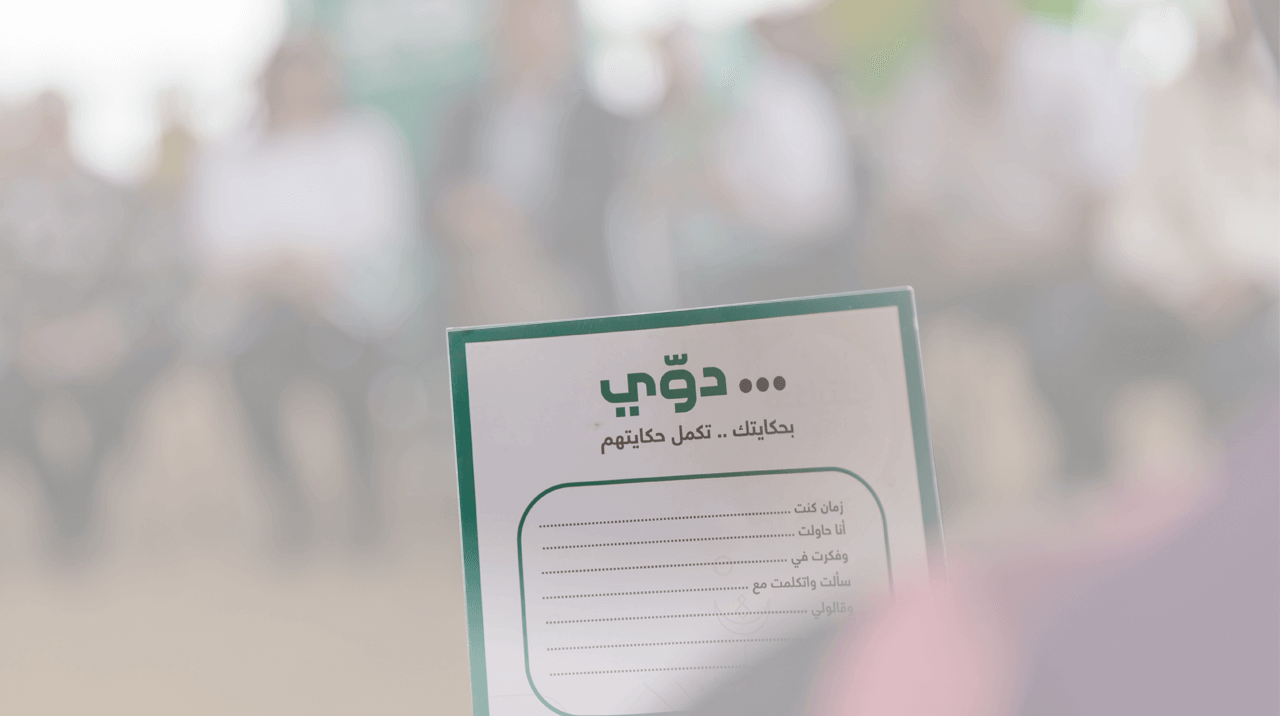 ... دوّي
بحكايتك .. تكمل حكايتهم
زمان كنت ................................................
أنا حاولت ................................................
وفكرت في ................................................
سألت واتكلمت مع ................................................
وقالولي ................................................
................................................
................................................